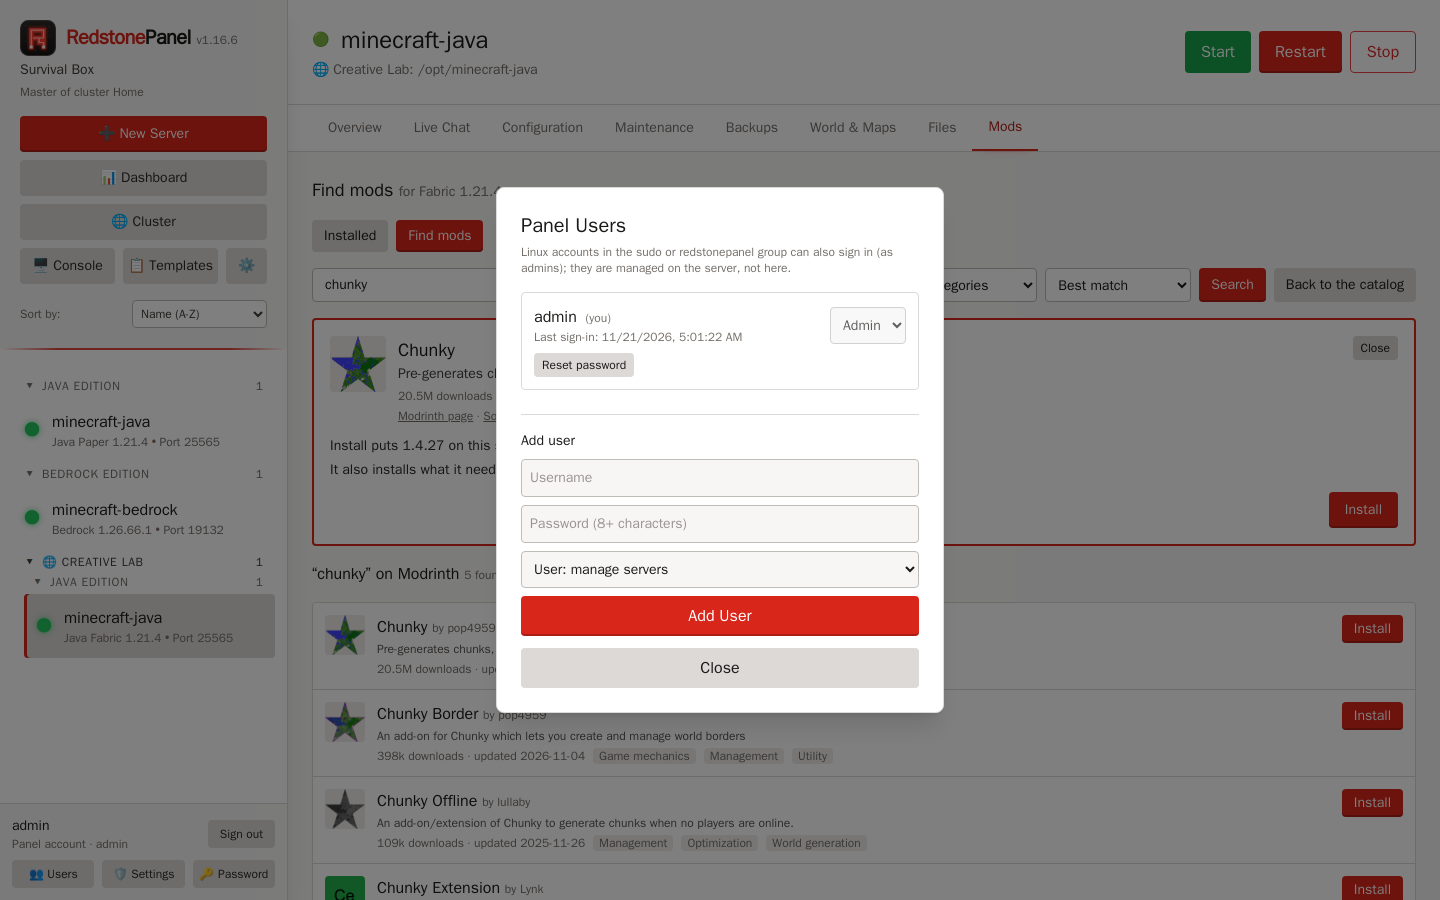 RedstonePanel v1.16.6
Survival Box
Master of cluster Home
➕ New Server
📊 Dashboard
🌐 Cluster
🖥️ Console
📋 Templates
Sort by:
Name (A-Z)
▼ JAVA EDITION 1
minecraft-java
Java Paper 1.21.4 • Port 25565
▼ BEDROCK EDITION 1
minecraft-bedrock
Bedrock 1.26.66.1 • Port 19132
▼ 🌐 CREATIVE LAB 1
▼ JAVA EDITION 1
minecraft-java
Java Fabric 1.21.4 • Port 25565
admin
Panel account · admin
Sign out
👥 Users
🛡️ Settings
🔑 Password
minecraft-java
🌐 Creative Lab: /opt/minecraft-java
Start
Restart
Stop
Overview
Live Chat
Configuration
Maintenance
Backups
World & Maps
Files
Mods
Find mods for Fabric 1.21.4
Installed
Find mods
chunky
egories
Best match
Search
Back to the catalog
Chunky
Close
Pre-generates c
20.5M downloads
Modrinth page · So
Install puts 1.4.27 on this
It also installs what it need
Install
“chunky” on Modrinth 5 foun
Chunky by pop4959
Pre-generates chunks,
20.5M downloads · up
Install
Chunky Border by pop4959
An add-on for Chunky which lets you create and manage world borders
398k downloads · updated 2026-11-04 Game mechanics Management Utility
Install
Chunky Offline by lullaby
An add-on/extension of Chunky to generate chunks when no players are online.
109k downloads · updated 2025-11-26 Management Optimization World generation
Install
Ce
Chunky Extension by Lynk
Install
Panel Users
Linux accounts in the sudo or redstonepanel group can also sign in (as
admins); they are managed on the server, not here.
admin (you)
Last sign-in: 11/21/2026, 5:01:22 AM
Admin
Reset password
Add user
Username
Password (8+ characters)
User: manage servers
Add User
Close